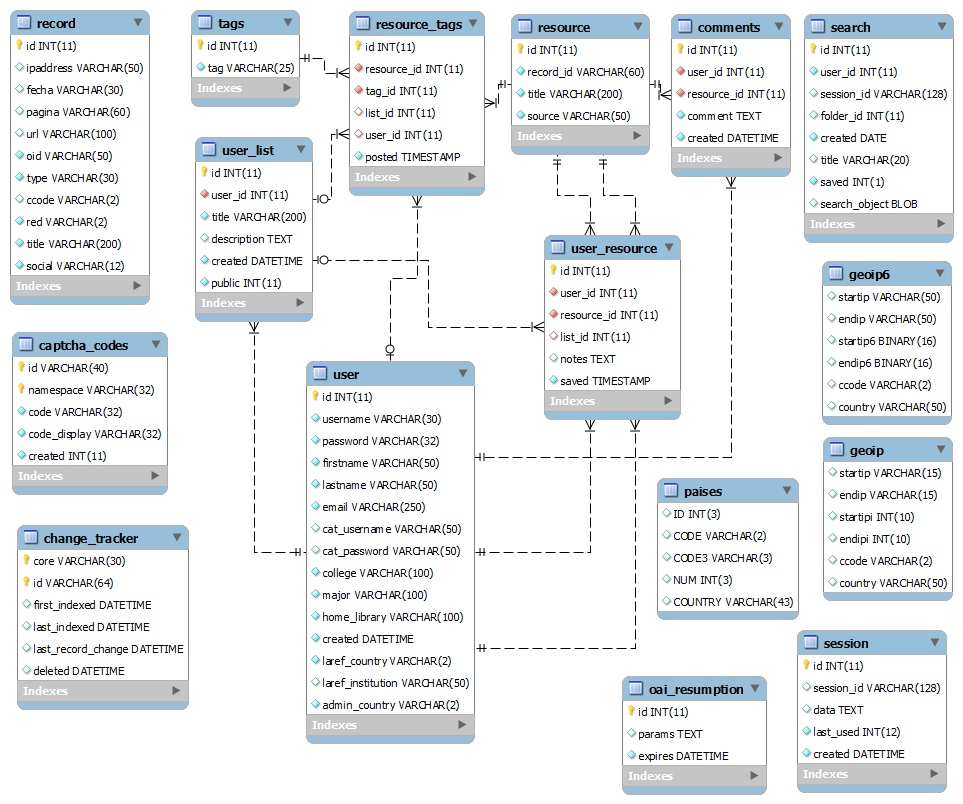 record
id INT(11)
ipaddress VARCHAR(50)
fecha VARCHAR(30)
pagina VARCHAR(60)
url VARCHAR(100)
oid VARCHAR(50)
type VARCHAR(30)
ccode VARCHAR(2)
red VARCHAR(2)
title VARCHAR(200)
social VARCHAR(12)
Indexes
tags
id INT(11)
tag VARCHAR(25)
Indexes
resource_tags
id INT(11)
resource_id INT(11)
tag_id INT(11)
list_id INT(11)
user_id INT(11)
posted TIMESTAMP
Indexes
resource
id INT(11)
record_id VARCHAR(60)
title VARCHAR(200)
source VARCHAR(50)
Indexes
comments
id INT(11)
user_id INT(11)
resource_id INT(11)
comment TEXT
created DATETIME
Indexes
search
id INT(11)
user_id INT(11)
session_id VARCHAR(128)
folder_id INT(11)
created DATE
title VARCHAR(20)
saved INT(1)
search_object BLOB
Indexes
user_list
id INT(11)
user_id INT(11)
title VARCHAR(200)
description TEXT
created DATETIME
public INT(11)
Indexes
user_resource
id INT(11)
user_id INT(11)
resource_id INT(11)
list_id INT(11)
notes TEXT
saved TIMESTAMP
Indexes
geoip6
startip VARCHAR(50)
endip VARCHAR(50)
startip6 BINARY(16)
endip6 BINARY(16)
ccode VARCHAR(2)
country VARCHAR(50)
captcha_codes
id VARCHAR(40)
namespace VARCHAR(32)
code VARCHAR(32)
code_display VARCHAR(32)
created INT(11)
Indexes
user
id INT(11)
username VARCHAR(30)
password VARCHAR(32)
firstname VARCHAR(50)
lastname VARCHAR(50)
email VARCHAR(250)
cat_username VARCHAR(50)
cat_password VARCHAR(50)
college VARCHAR(100)
major VARCHAR(100)
home_library VARCHAR(100)
created DATETIME
laref_country VARCHAR(2)
laref_institution VARCHAR(50)
admin_country VARCHAR(2)
Indexes
geoip
startip VARCHAR(15)
endip VARCHAR(15)
startipi INT(10)
endipi INT(10)
ccode VARCHAR(2)
country VARCHAR(50)
paises
ID INT(3)
CODE VARCHAR(2)
CODE3 VARCHAR(3)
NUM INT(3)
COUNTRY VARCHAR(43)
change_tracker
core VARCHAR(30)
id VARCHAR(64)
first_indexed DATETIME
last_indexed DATETIME
last_record_change DATETIME
deleted DATETIME
Indexes
oai_resumption
id INT(11)
params TEXT
expires DATETIME
Indexes
session
id INT(11)
session_id VARCHAR(128)
data TEXT
last_used INT(12)
created DATETIME
Indexes